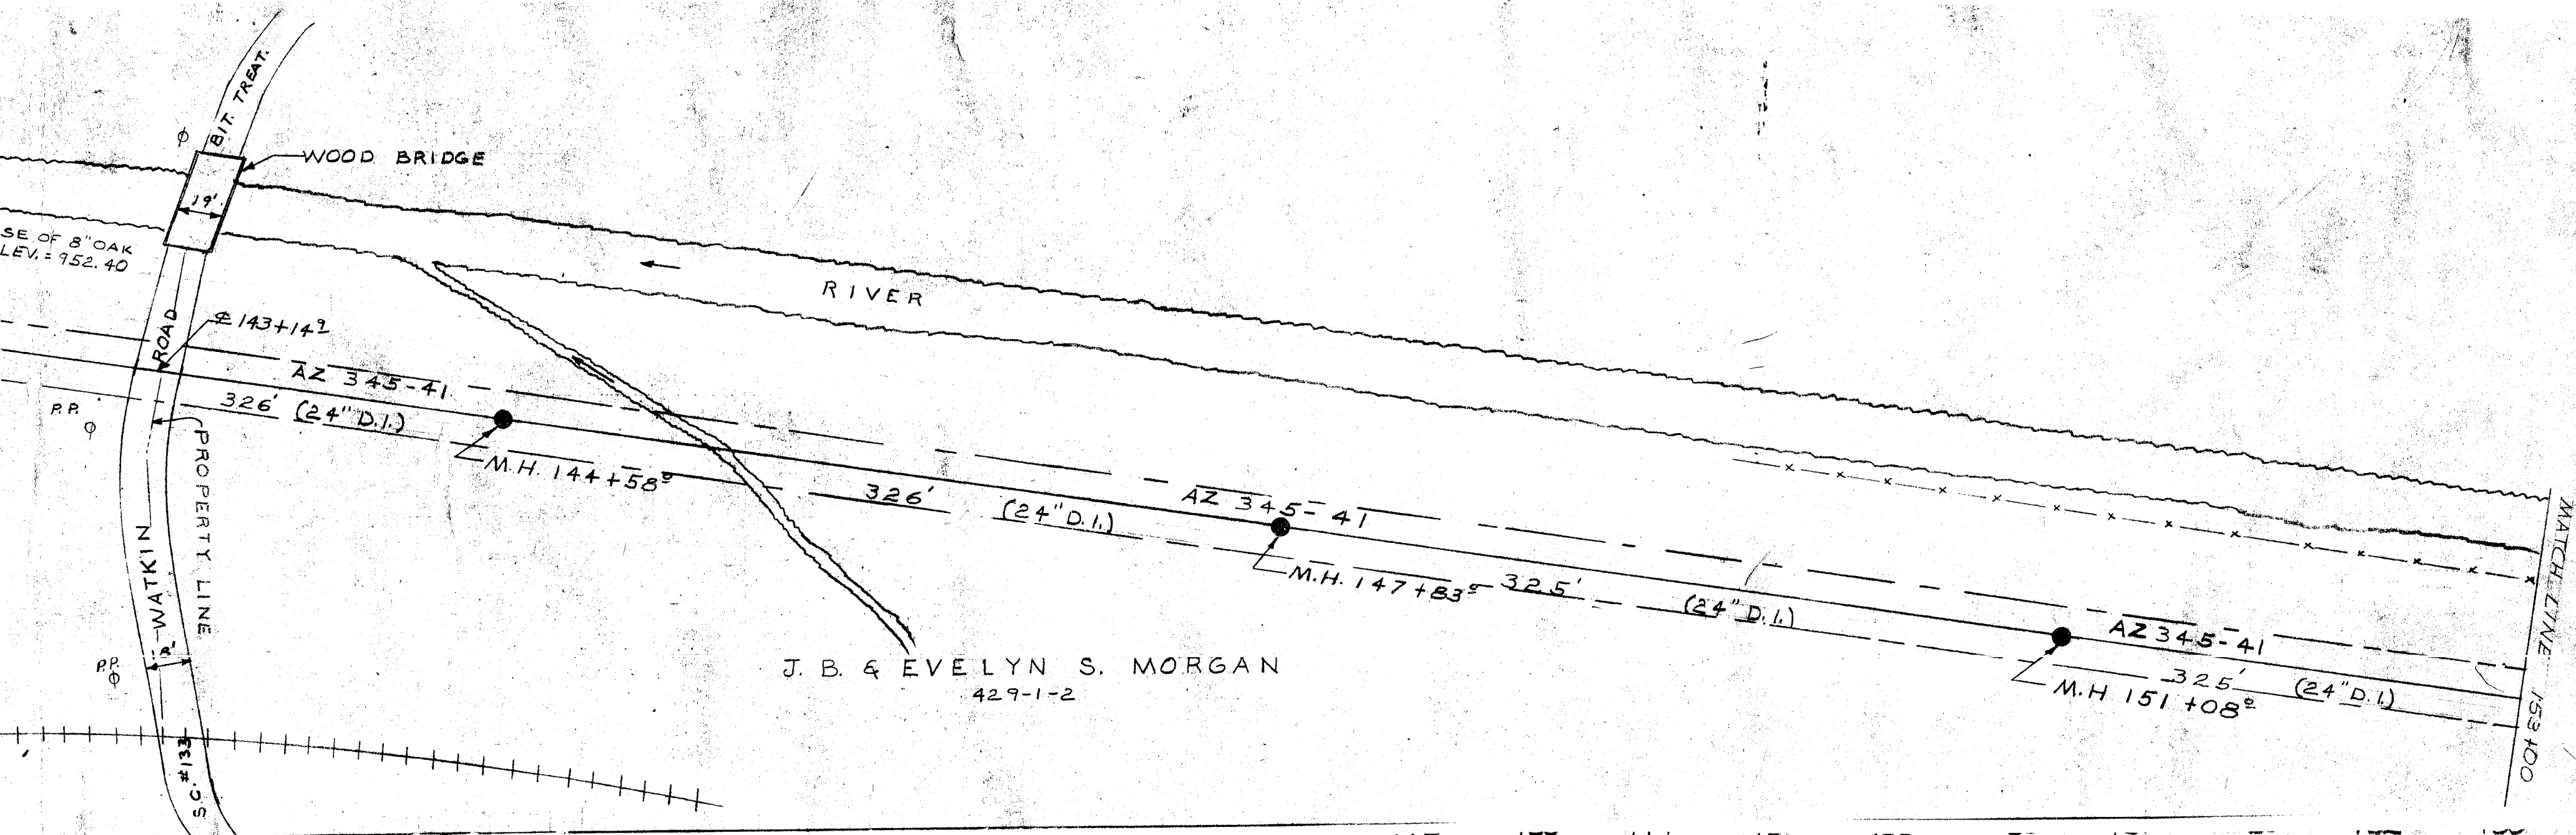 BIT. TREAT.
WOOD BRIDGE
19'
SE OF 8" OAK
LEV. = 952.40
RIVER
℄ 143+14⁹
ROAD
AZ 345-41
326' (24" D.I.)
P.P.
M.H. 144+58⁰
PROPERTY LINE
326' (24" D.I.)
AZ 345-41
M.H. 147+83⁰
325' (24" D.I.)
AZ 345-41
M.H 151+08⁰
325' (24" D.I.)
MATCH LINE 153+00
WATKIN
P.P.
J. B. & EVELYN S. MORGAN
429-1-2
S.C. #133